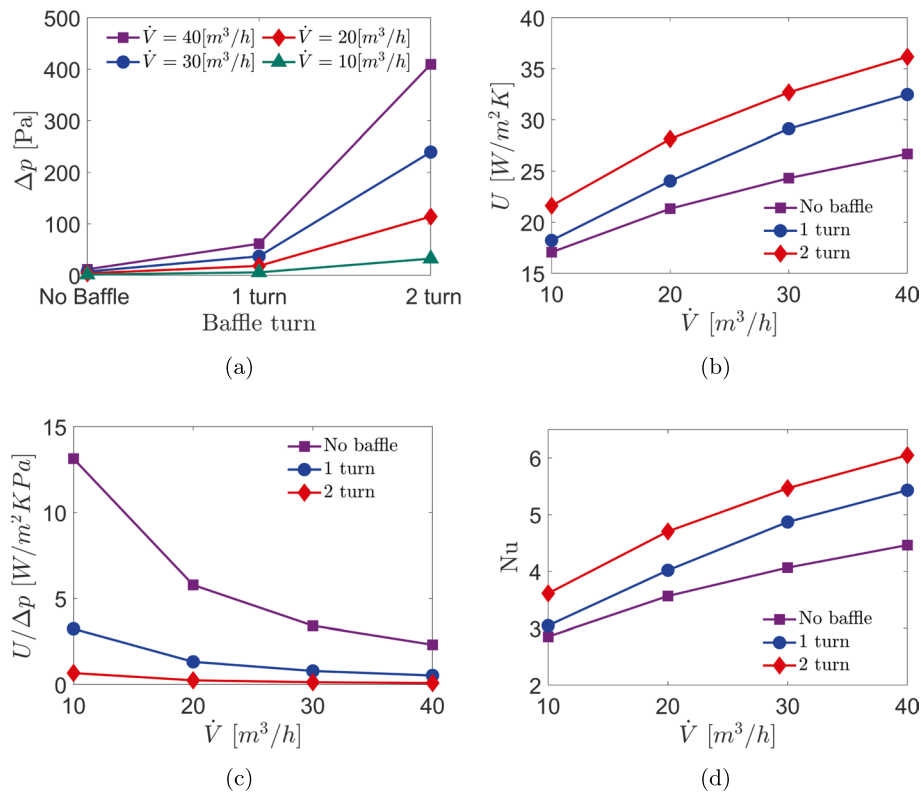 500
400
300
200
100
0
Δp [Pa]
V̇ = 40[m³/h]
V̇ = 20[m³/h]
V̇ = 30[m³/h]
V̇ = 10[m³/h]
No Baffle
1 turn
2 turn
Baffle turn
(a)
40
35
30
25
20
15
U [W/m²K]
No baffle
1 turn
2 turn
10
20
30
40
V̇ [m³/h]
(b)
15
10
5
0
U/Δp [W/m²KPa]
No baffle
1 turn
2 turn
10
20
30
40
V̇ [m³/h]
(c)
6
5
4
3
2
Nu
No baffle
1 turn
2 turn
10
20
30
40
V̇ [m³/h]
(d)